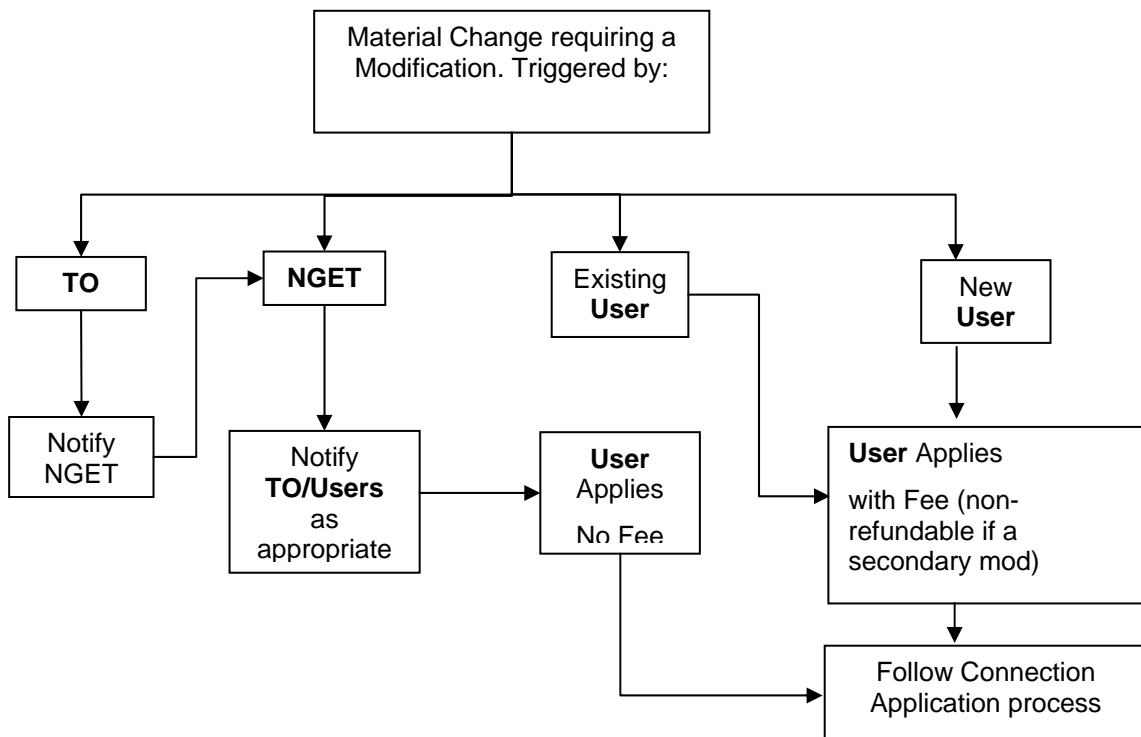 Material Change requiring a
Modification. Triggered by:
TO
NGET
Existing
User
New
User
Notify
NGET
Notify
TO/Users
as
appropriate
User
Applies
No Fee
User Applies
with Fee (non-
refundable if a
secondary mod)
Follow Connection
Application process